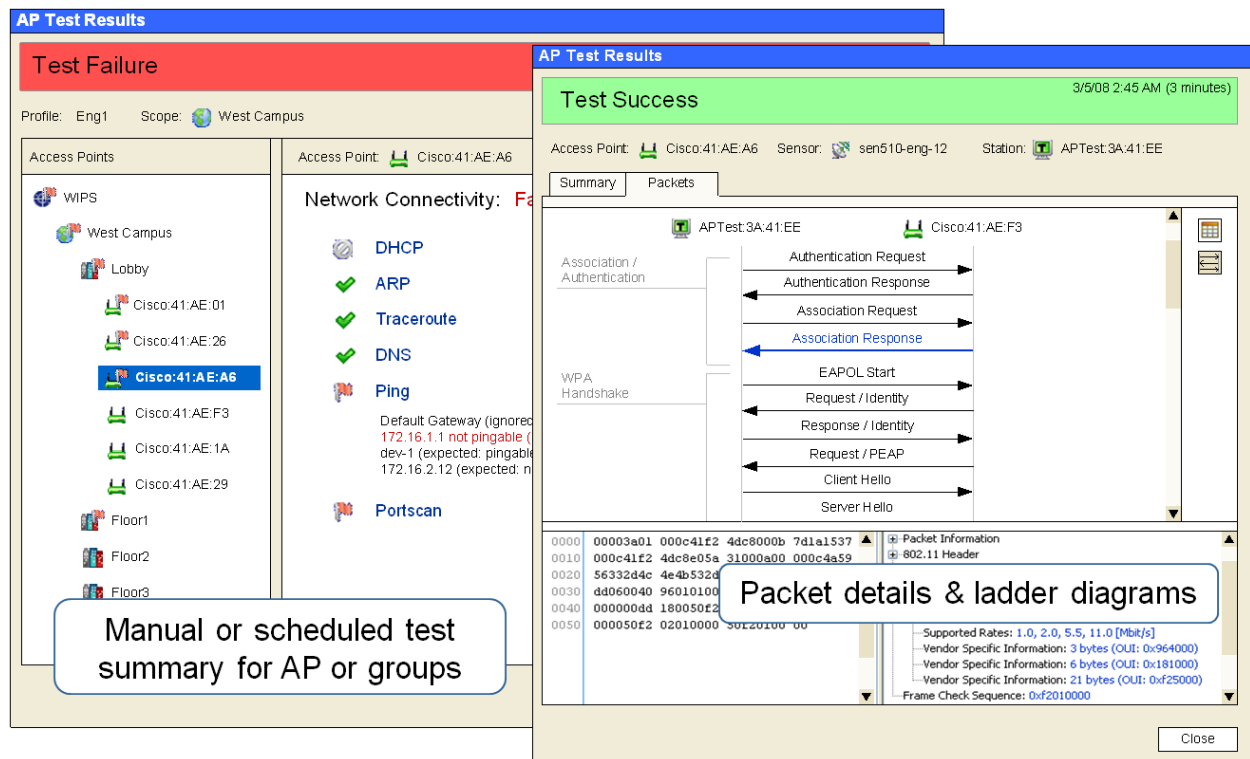 AP Test Results
Test Failure
Profile: Eng1 Scope: West Campus
Access Points
WIPS
West Campus
Lobby
Cisco:41:AE:01
Cisco:41:AE:26
Cisco:41:AE:A6
Cisco:41:AE:F3
Cisco:41:AE:1A
Cisco:41:AE:29
Floor1
Floor2
Floor3
Manual or scheduled test
summary for AP or groups
Access Point: Cisco:41:AE:A6
Network Connectivity: Fa
DHCP
ARP
Traceroute
DNS
Ping
Default Gateway (ignored
172.16.1.1 not pingable (
dev-1 (expected: pingable
172.16.2.12 (expected: n
Portscan
AP Test Results
Test Success
3/5/08 2:45 AM (3 minutes)
Access Point: Cisco:41:AE:A6 Sensor: sen510-eng-12 Station: APTest:3A:41:EE
Summary Packets
APTest:3A:41:EE Cisco:41:AE:F3
Association /
Authentication
Authentication Request
Authentication Response
Association Request
Association Response
WPA
Handshake
EAPOL Start
Request / Identity
Response / Identity
Request / PEAP
Client Hello
Server Hello
0000 00003a01 000c41f2 4dc8000b 7d1a1537
0010 000c41f2 4dc8e05a 31000a00 000c4a59
0020 56332d4c 4e4b532d
0030 dd060040 96010100
0040 000000dd 180050f2
0050 000050f2 02010000 50f20100 00
Packet Information
802.11 Header
Packet details & ladder diagrams
Supported Rates: 1.0, 2.0, 5.5, 11.0 [Mbit/s]
Vendor Specific Information: 3 bytes (OUI: 0x964000)
Vendor Specific Information: 6 bytes (OUI: 0x181000)
Vendor Specific Information: 21 bytes (OUI: 0xf25000)
Frame Check Sequence: 0xf2010000
Close